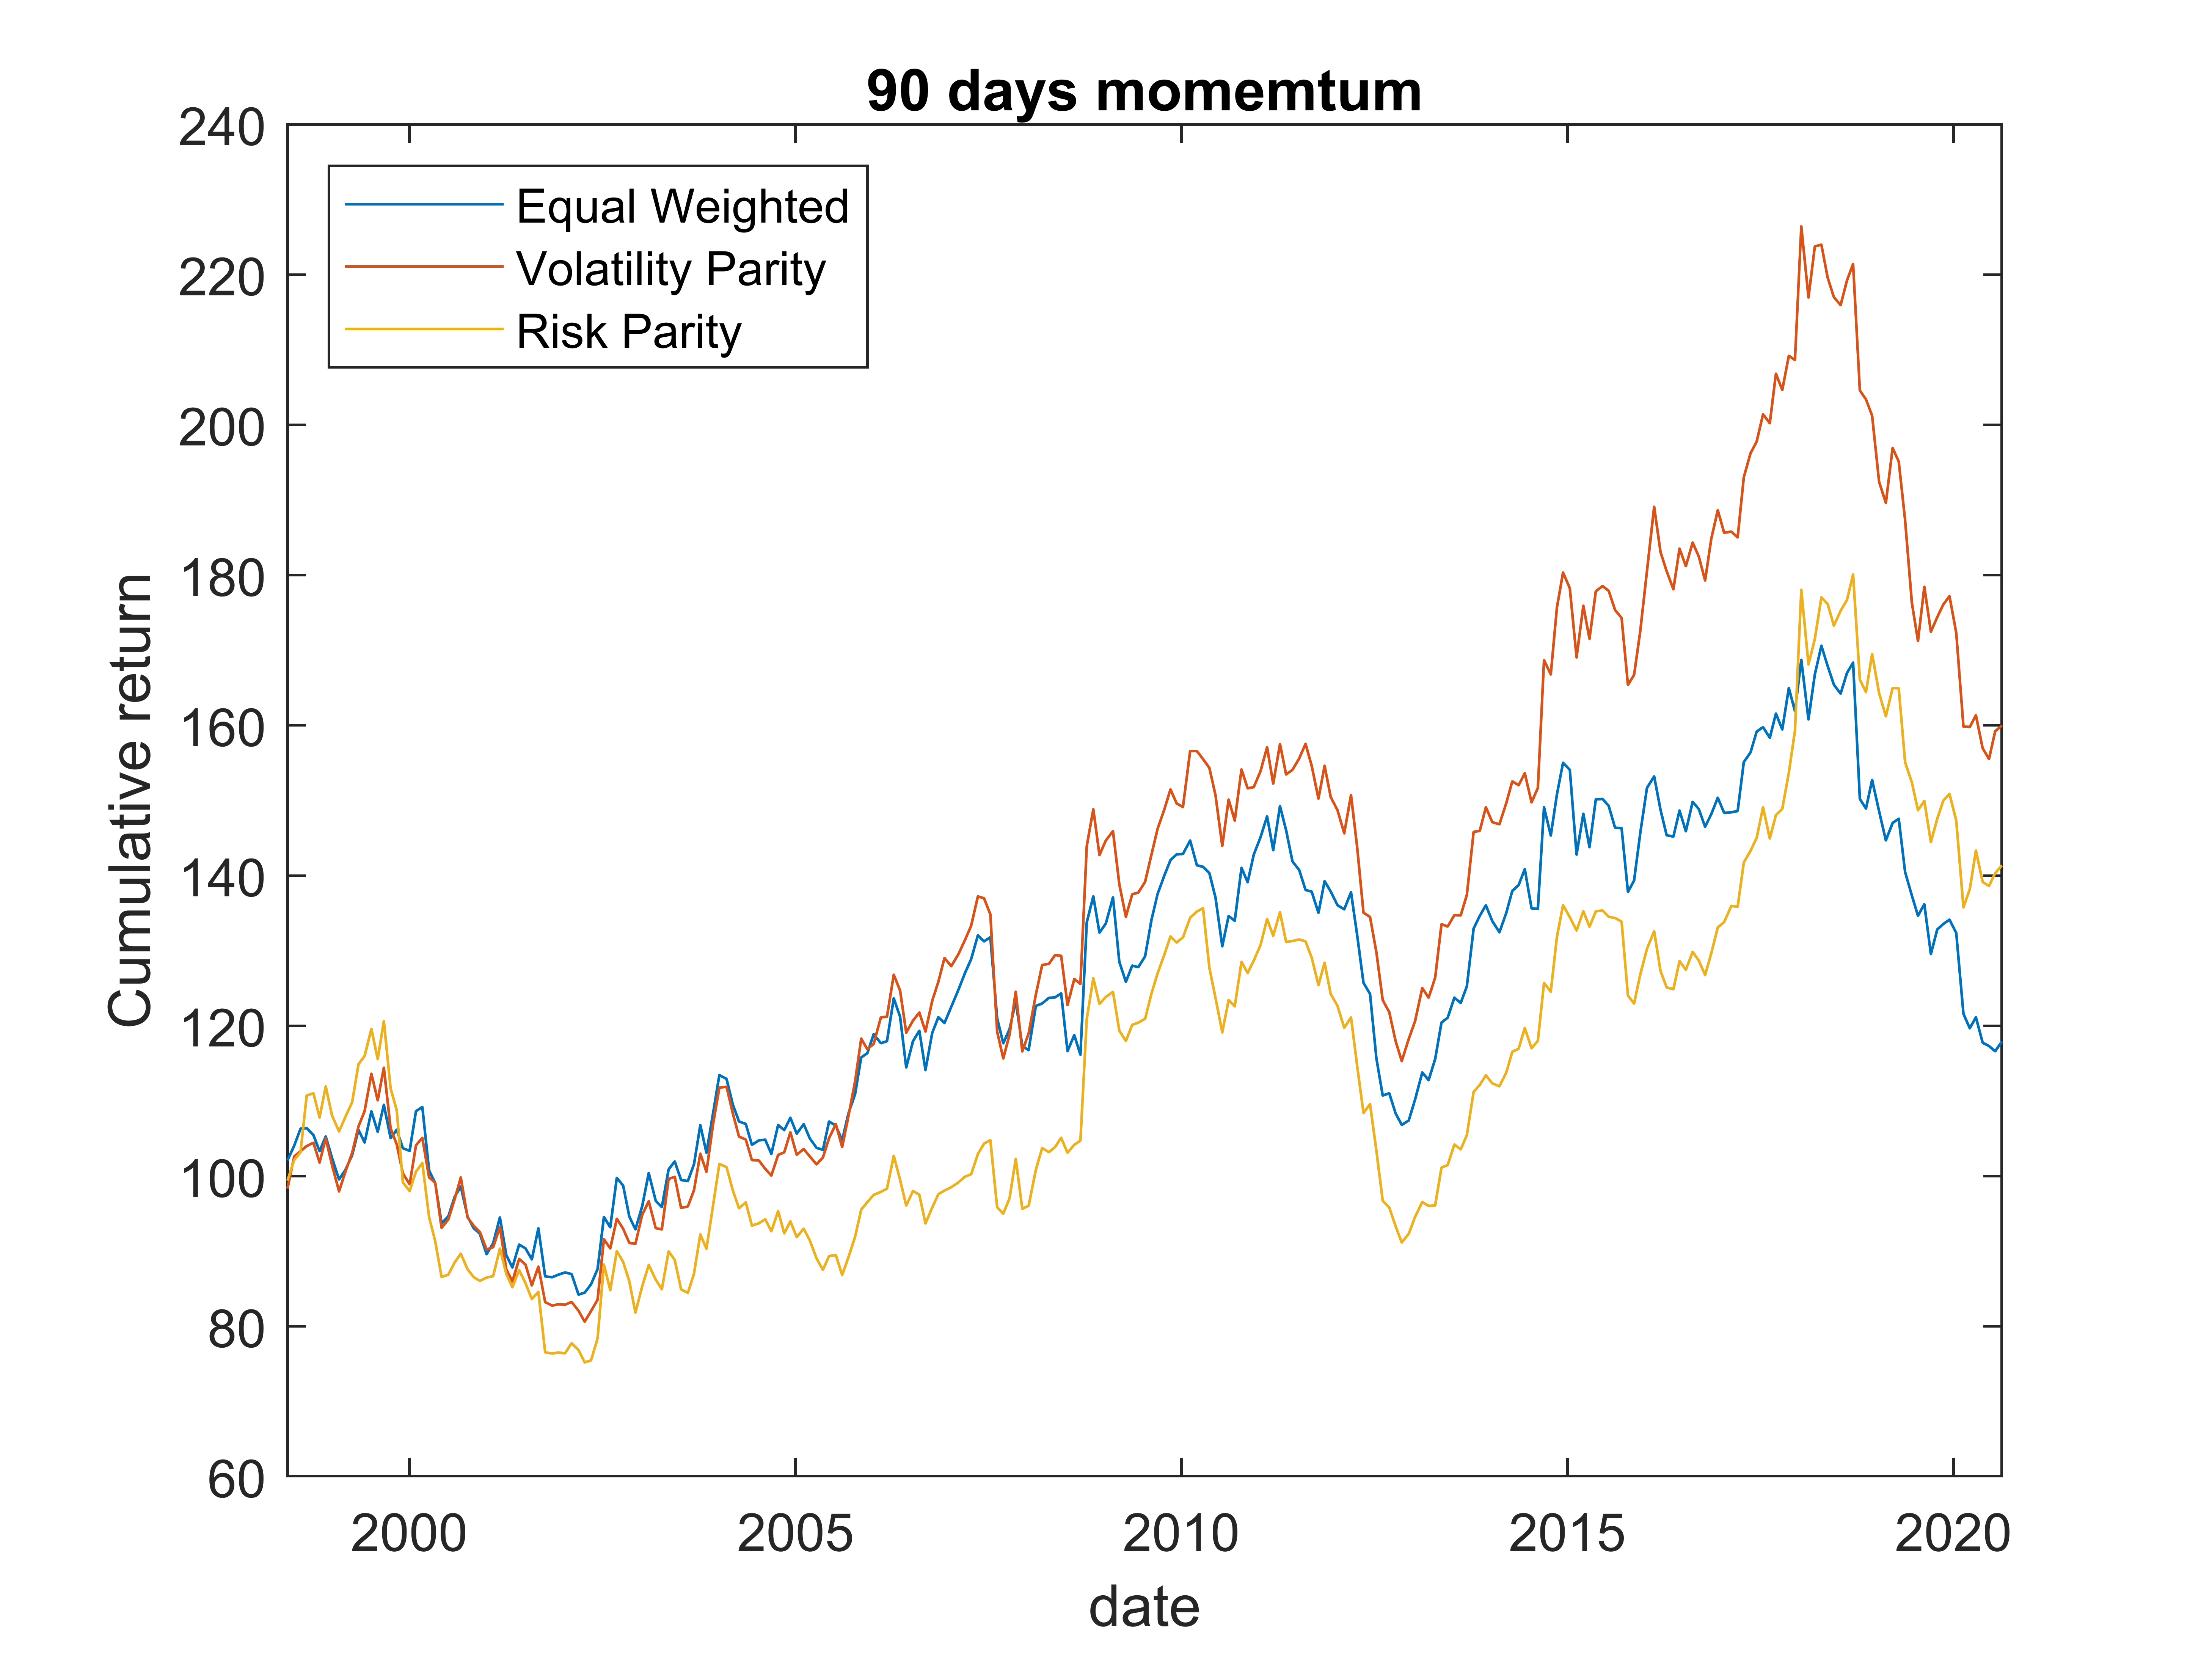 90 days momemtum
240
220
200
180
160
140
120
100
80
60
Cumulative return
Equal Weighted
Volatility Parity
Risk Parity
2000 2005 2010 2015 2020
date